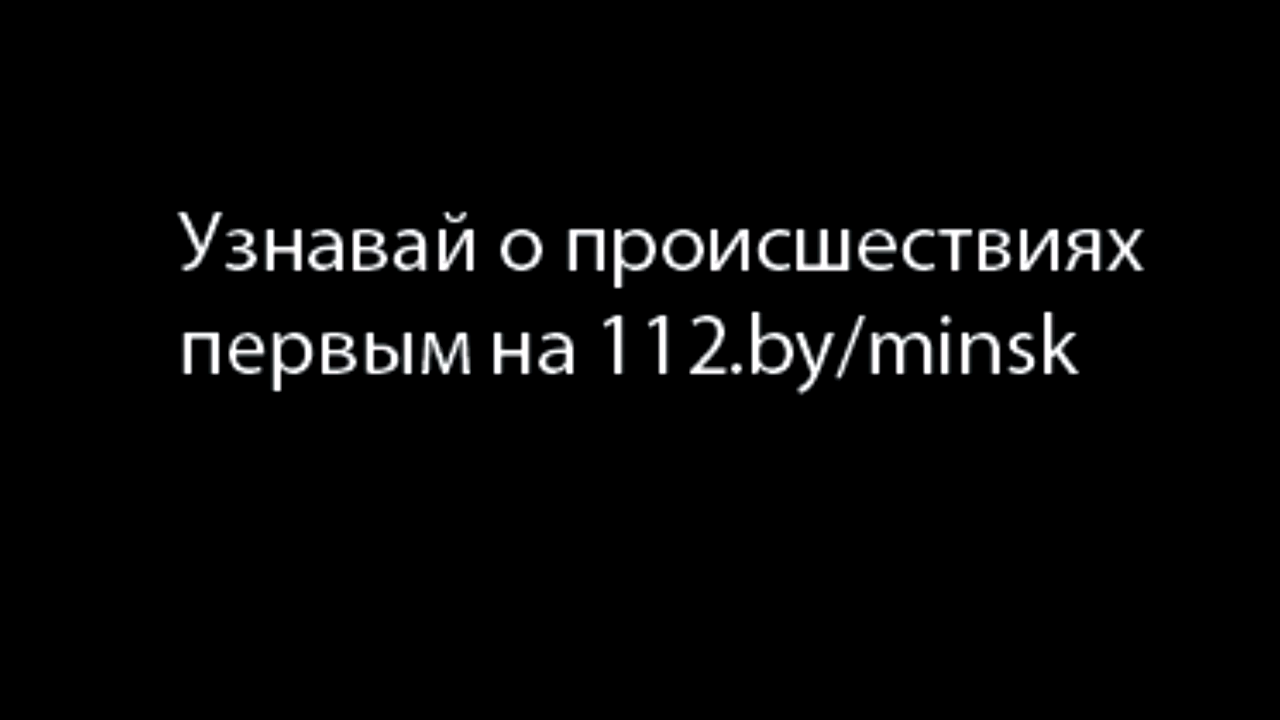 Узнавай о происшествиях
первым на 112.by/minsk